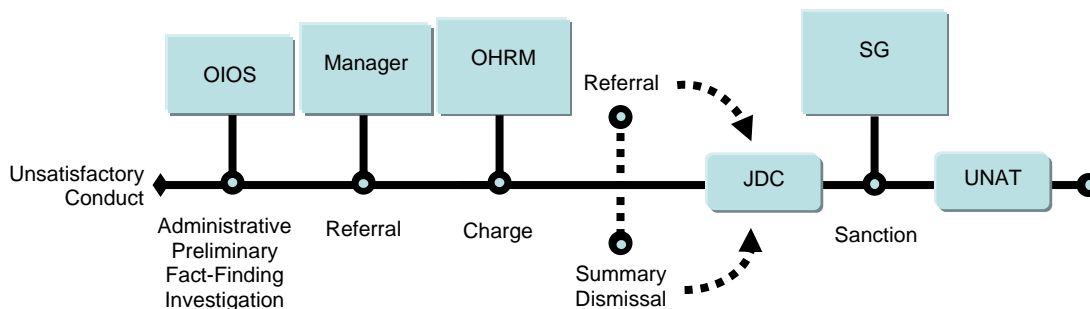 OIOS
Manager
OHRM
SG
Referral
Unsatisfactory
Conduct
JDC
UNAT
Administrative
Preliminary
Fact-Finding
Investigation
Referral
Charge
Sanction
Summary
Dismissal